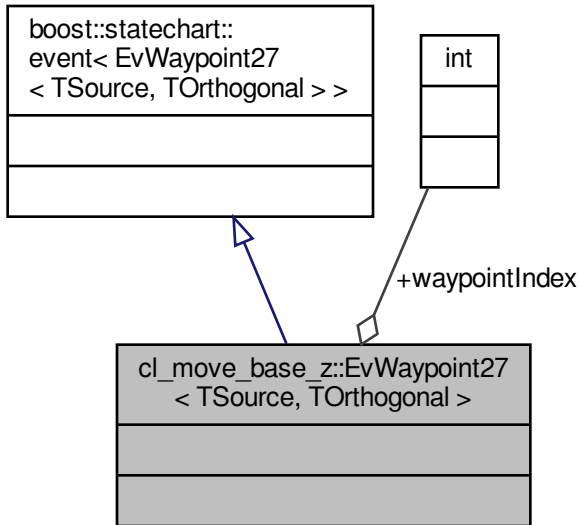 boost::statechart::
event< EvWaypoint27
< TSource, TOrthogonal > >
int
+waypointIndex
cl_move_base_z::EvWaypoint27
< TSource, TOrthogonal >